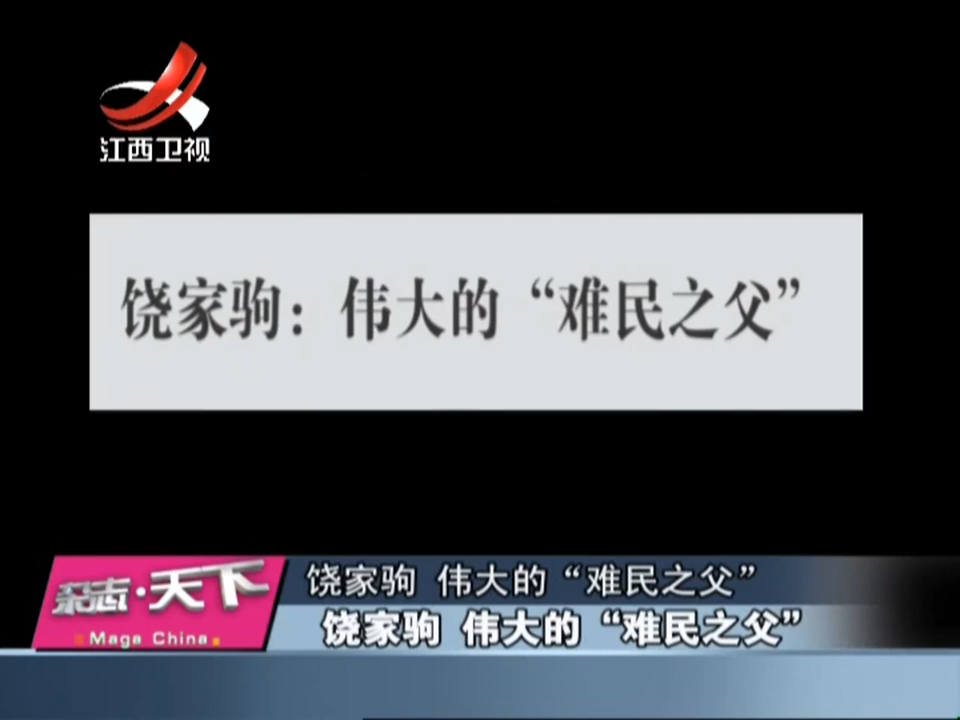 江西卫视
饶家驹：伟大的“难民之父”
杂志·天下
Maga China
饶家驹 伟大的“难民之父”
饶家驹 伟大的“难民之父”